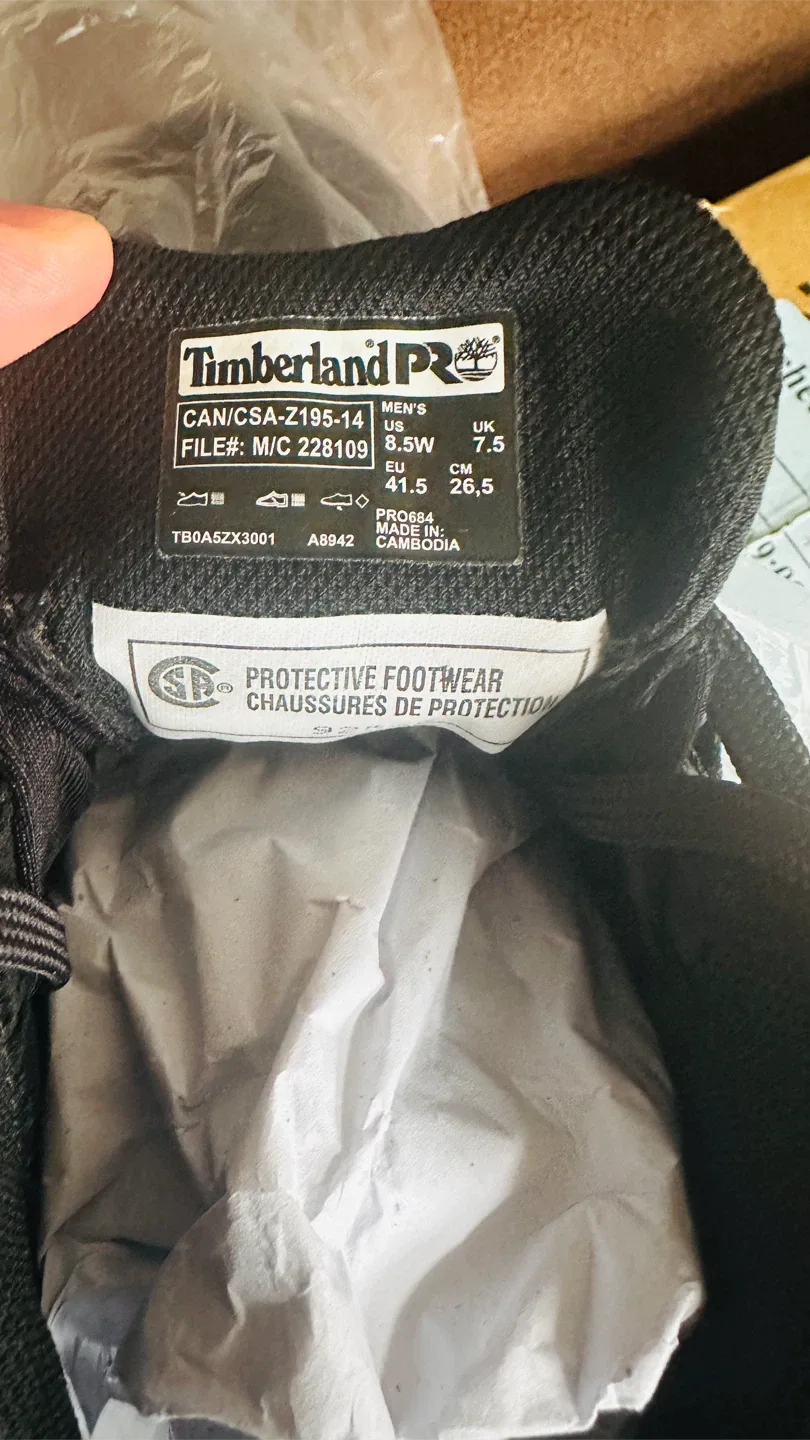 Timberland® PRO®
CAN/CSA-Z195-14
FILE#: M/C 228109
MEN'S
US UK
8.5W 7.5
EU CM
41.5 26,5
PRO684
MADE IN:
CAMBODIA
TB0A5ZX3001 A8942
CSA
PROTECTIVE FOOTWEAR
CHAUSSURES DE PROTECTION